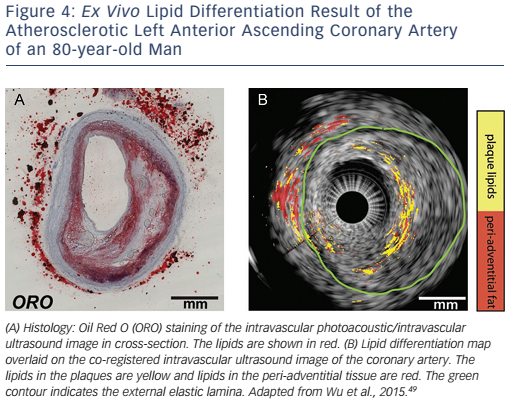 Figure 4: Ex Vivo Lipid Differentiation Result of the
Atherosclerotic Left Anterior Ascending Coronary Artery
of an 80-year-old Man
A
B
ORO
mm
mm
plaque lipids
peri-adventitial fat
(A) Histology: Oil Red O (ORO) staining of the intravascular photoacoustic/intravascular
ultrasound image in cross-section. The lipids are shown in red. (B) Lipid differentiation map
overlaid on the co-registered intravascular ultrasound image of the coronary artery. The
lipids in the plaques are yellow and lipids in the peri-adventitial tissue are red. The green
contour indicates the external elastic lamina. Adapted from Wu et al., 2015.⁴⁹